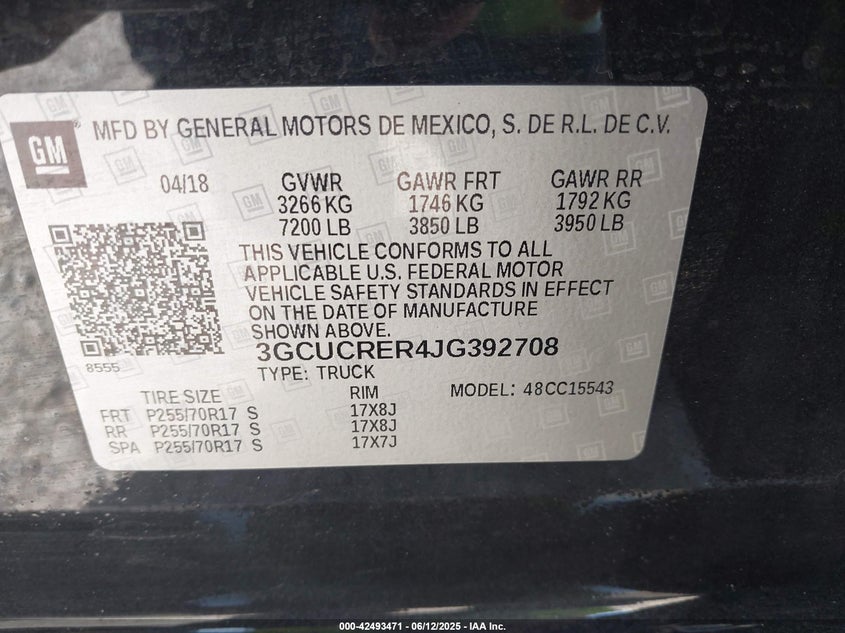 GM
MFD BY GENERAL MOTORS DE MEXICO, S. DE R.L. DE C.V.
04/18 GVWR GAWR FRT GAWR RR
3266 KG 1746 KG 1792 KG
7200 LB 3850 LB 3950 LB
THIS VEHICLE CONFORMS TO ALL
APPLICABLE U.S. FEDERAL MOTOR
VEHICLE SAFETY STANDARDS IN EFFECT
ON THE DATE OF MANUFACTURE
SHOWN ABOVE.
3GCUCRER4JG392708
8555
TYPE: TRUCK
TIRE SIZE RIM MODEL: 48CC15543
FRT P255/70R17 S 17X8J
RR P255/70R17 S 17X8J
SPA P255/70R17 S 17X7J
000-42493471 - 06/12/2025 - IAA Inc.